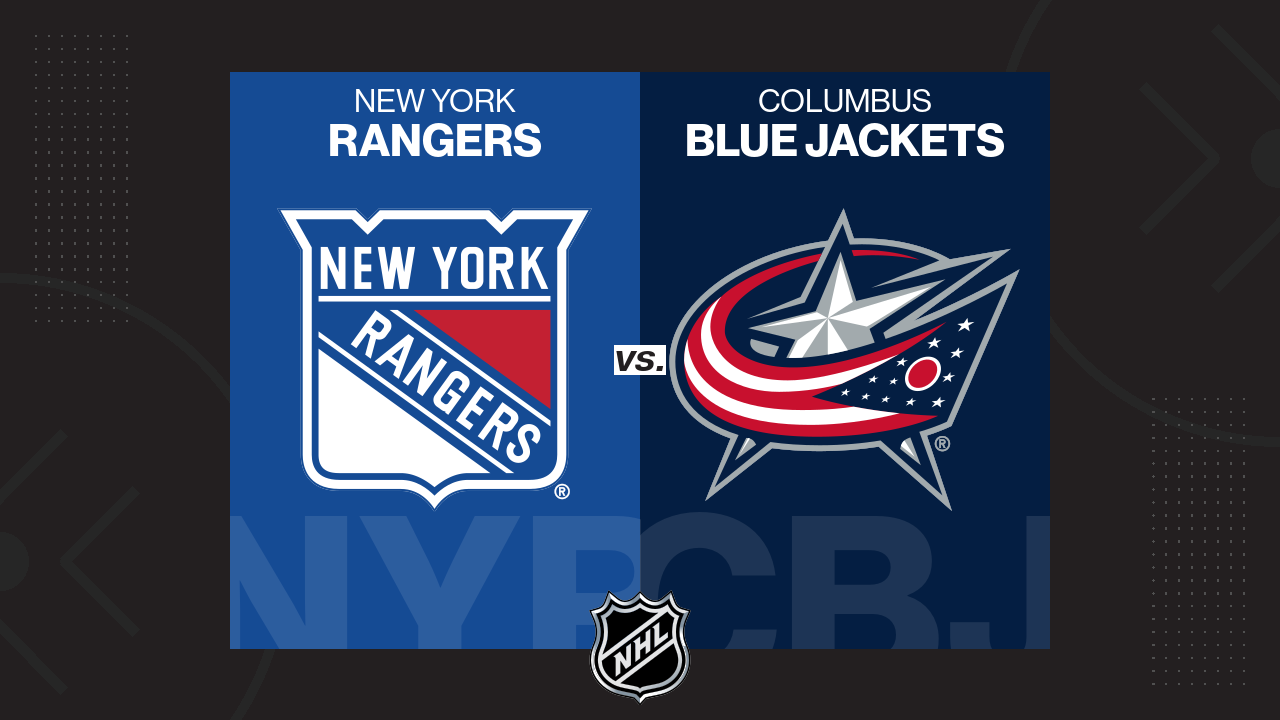 NEW YORK
RANGERS
COLUMBUS
BLUE JACKETS
NEW YORK
RANGERS
®
vs.
®
NYR
CBJ
NHL